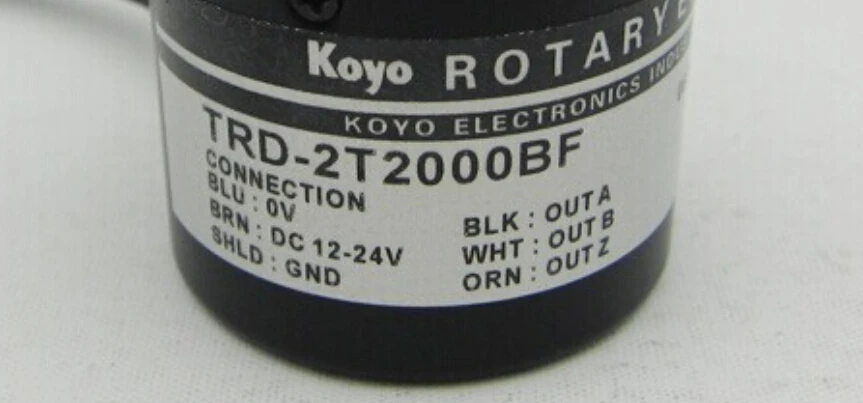 Koyo ROTARY E
KOYO ELECTRONICS INDU
TRD-2T2000BF
CONNECTION
BLU : 0V
BRN : DC 12-24V
SHLD : GND
BLK : OUT A
WHT : OUT B
ORN : OUT Z